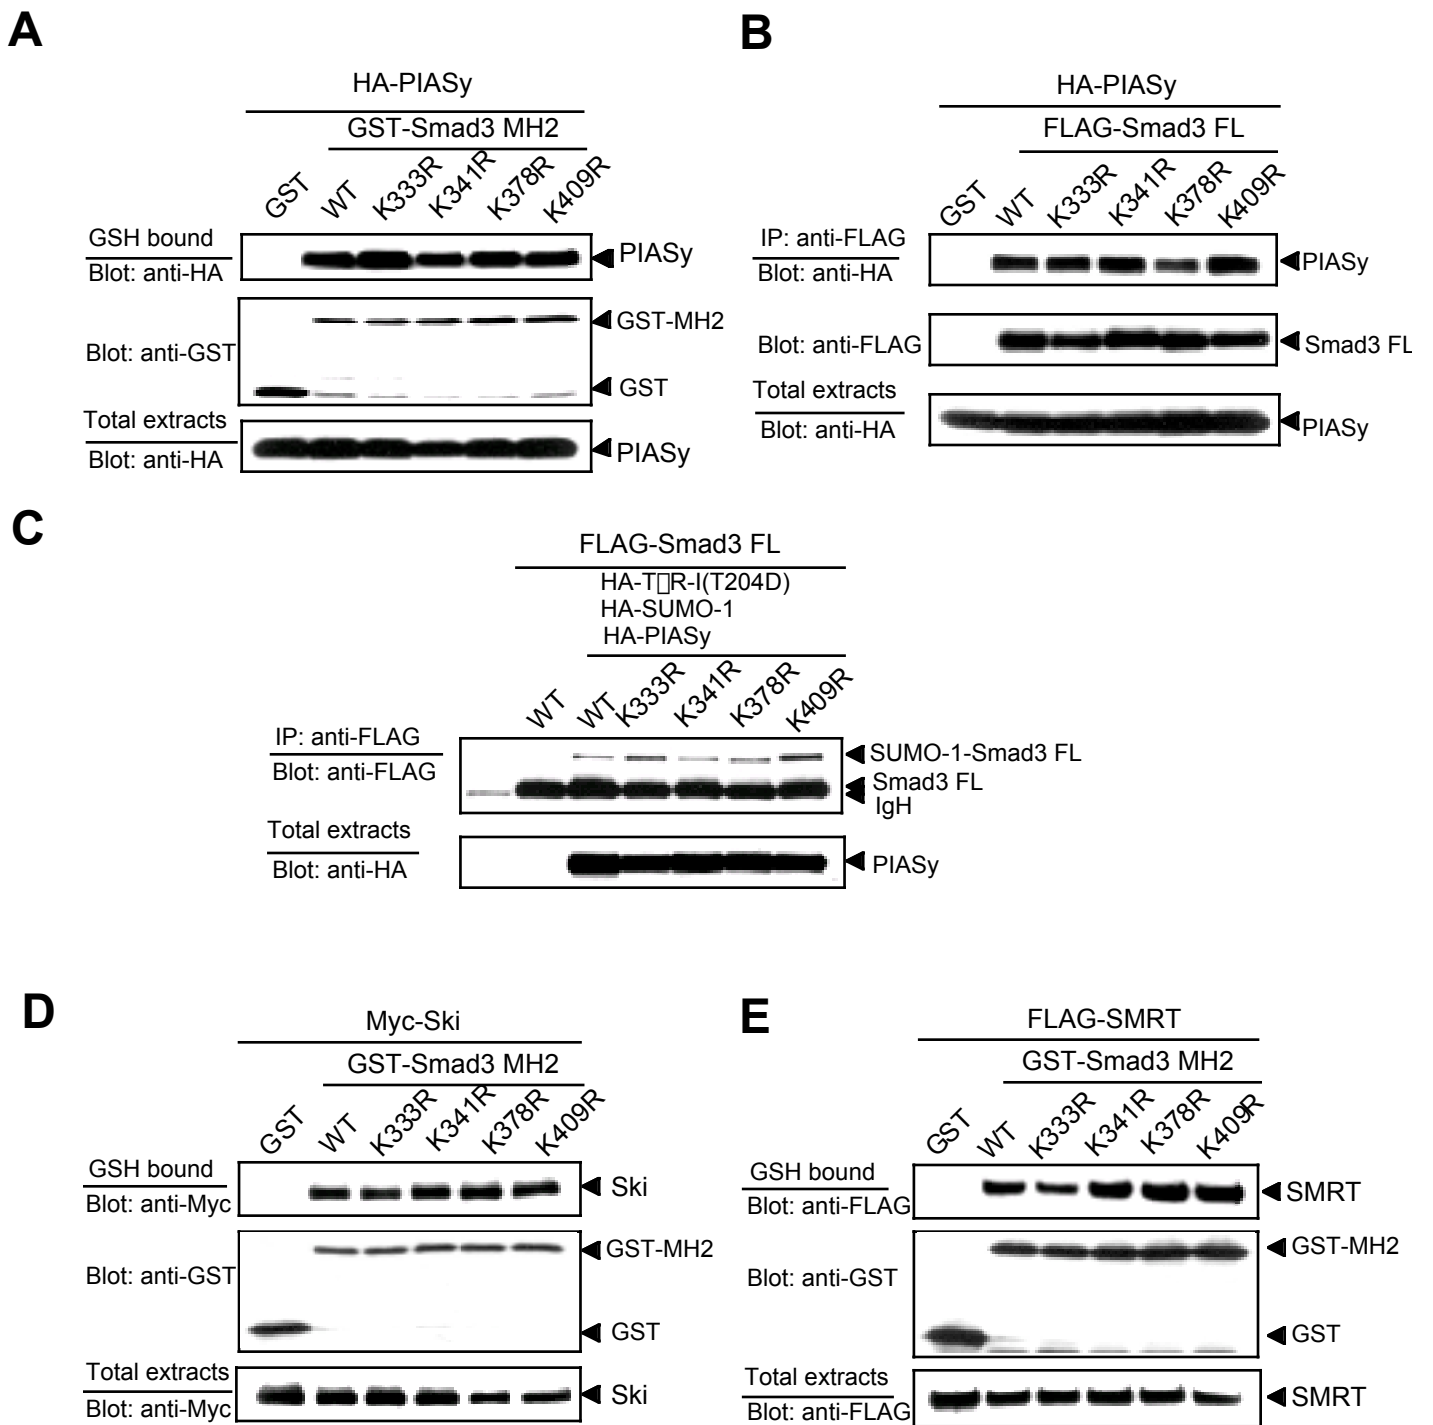 A
HA-PIASy
GST-Smad3 MH2
GST WT K333R K341R K378R K409R
GSH bound
Blot: anti-HA
PIASy
Blot: anti-GST
GST-MH2
GST
Total extracts
Blot: anti-HA
PIASy
B
HA-PIASy
FLAG-Smad3 FL
GST WT K333R K341R K378R K409R
IP: anti-FLAG
Blot: anti-HA
PIASy
Blot: anti-FLAG
Smad3 FL
Total extracts
Blot: anti-HA
PIASy
C
FLAG-Smad3 FL
HA-T▯R-I(T204D)
HA-SUMO-1
HA-PIASy
WT WT K333R K341R K378R K409R
IP: anti-FLAG
Blot: anti-FLAG
SUMO-1-Smad3 FL
Smad3 FL
IgH
Total extracts
Blot: anti-HA
PIASy
D
Myc-Ski
GST-Smad3 MH2
GST WT K333R K341R K378R K409R
GSH bound
Blot: anti-Myc
Ski
Blot: anti-GST
GST-MH2
GST
Total extracts
Blot: anti-Myc
Ski
E
FLAG-SMRT
GST-Smad3 MH2
GST WT K333R K341R K378R K409R
GSH bound
Blot: anti-FLAG
SMRT
Blot: anti-GST
GST-MH2
GST
Total extracts
Blot: anti-FLAG
SMRT